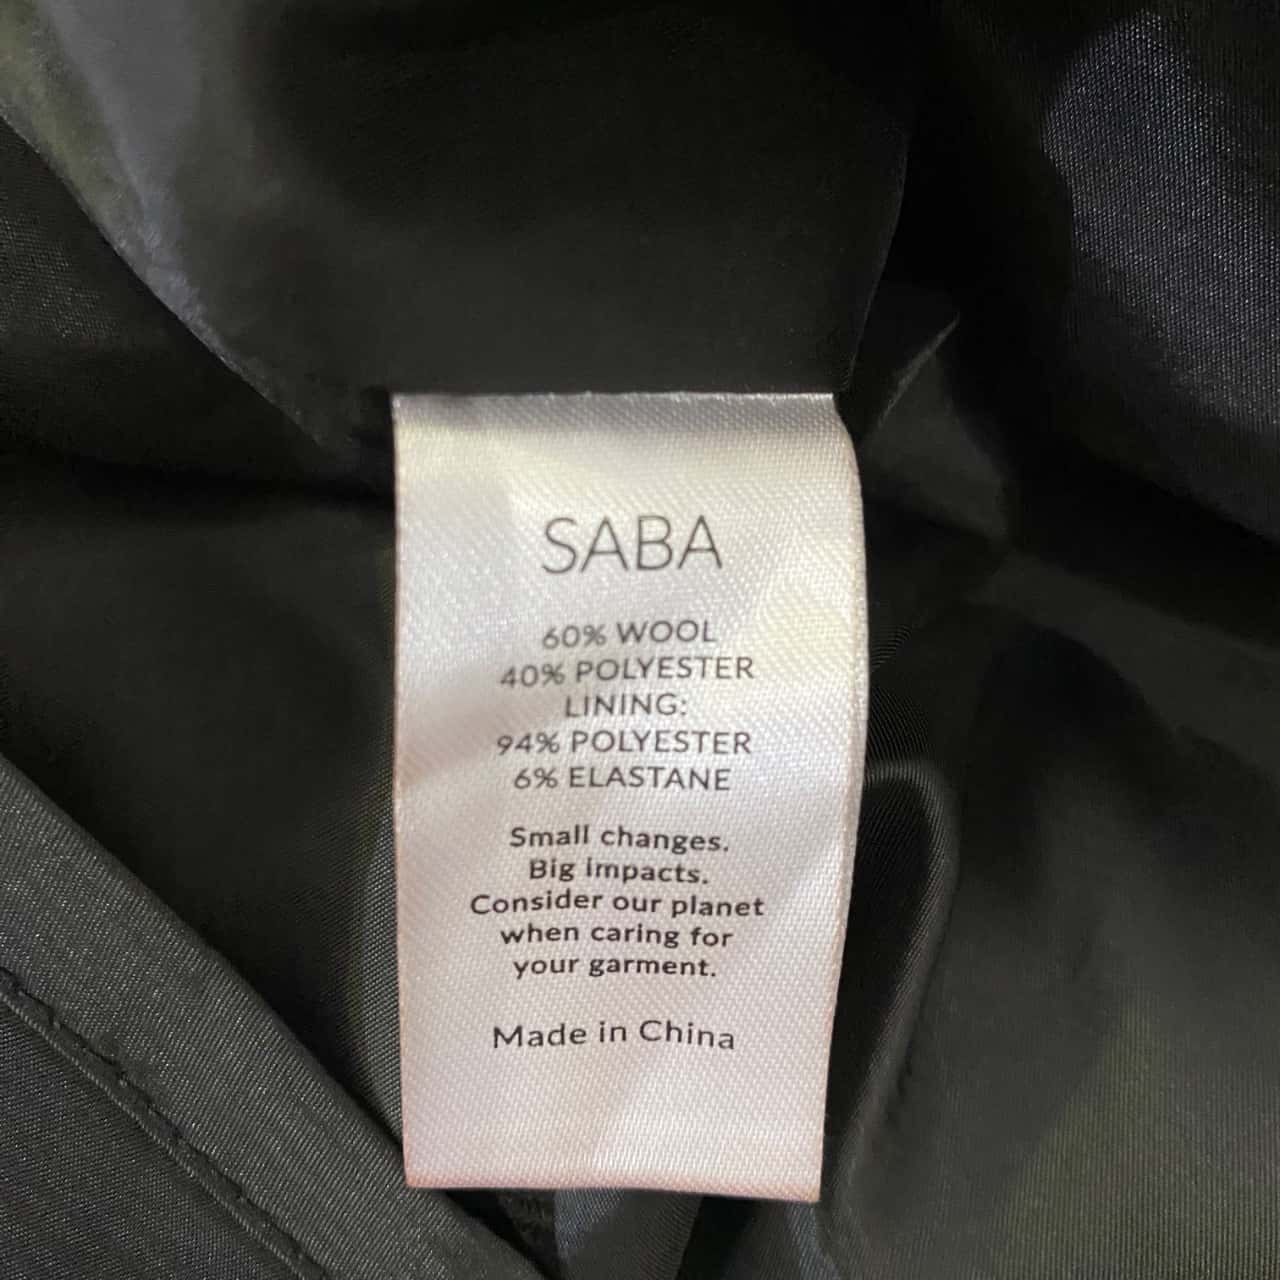 SABA
60% WOOL
40% POLYESTER
LINING:
94% POLYESTER
6% ELASTANE
Small changes.
Big impacts.
Consider our planet
when caring for
your garment.
Made in China